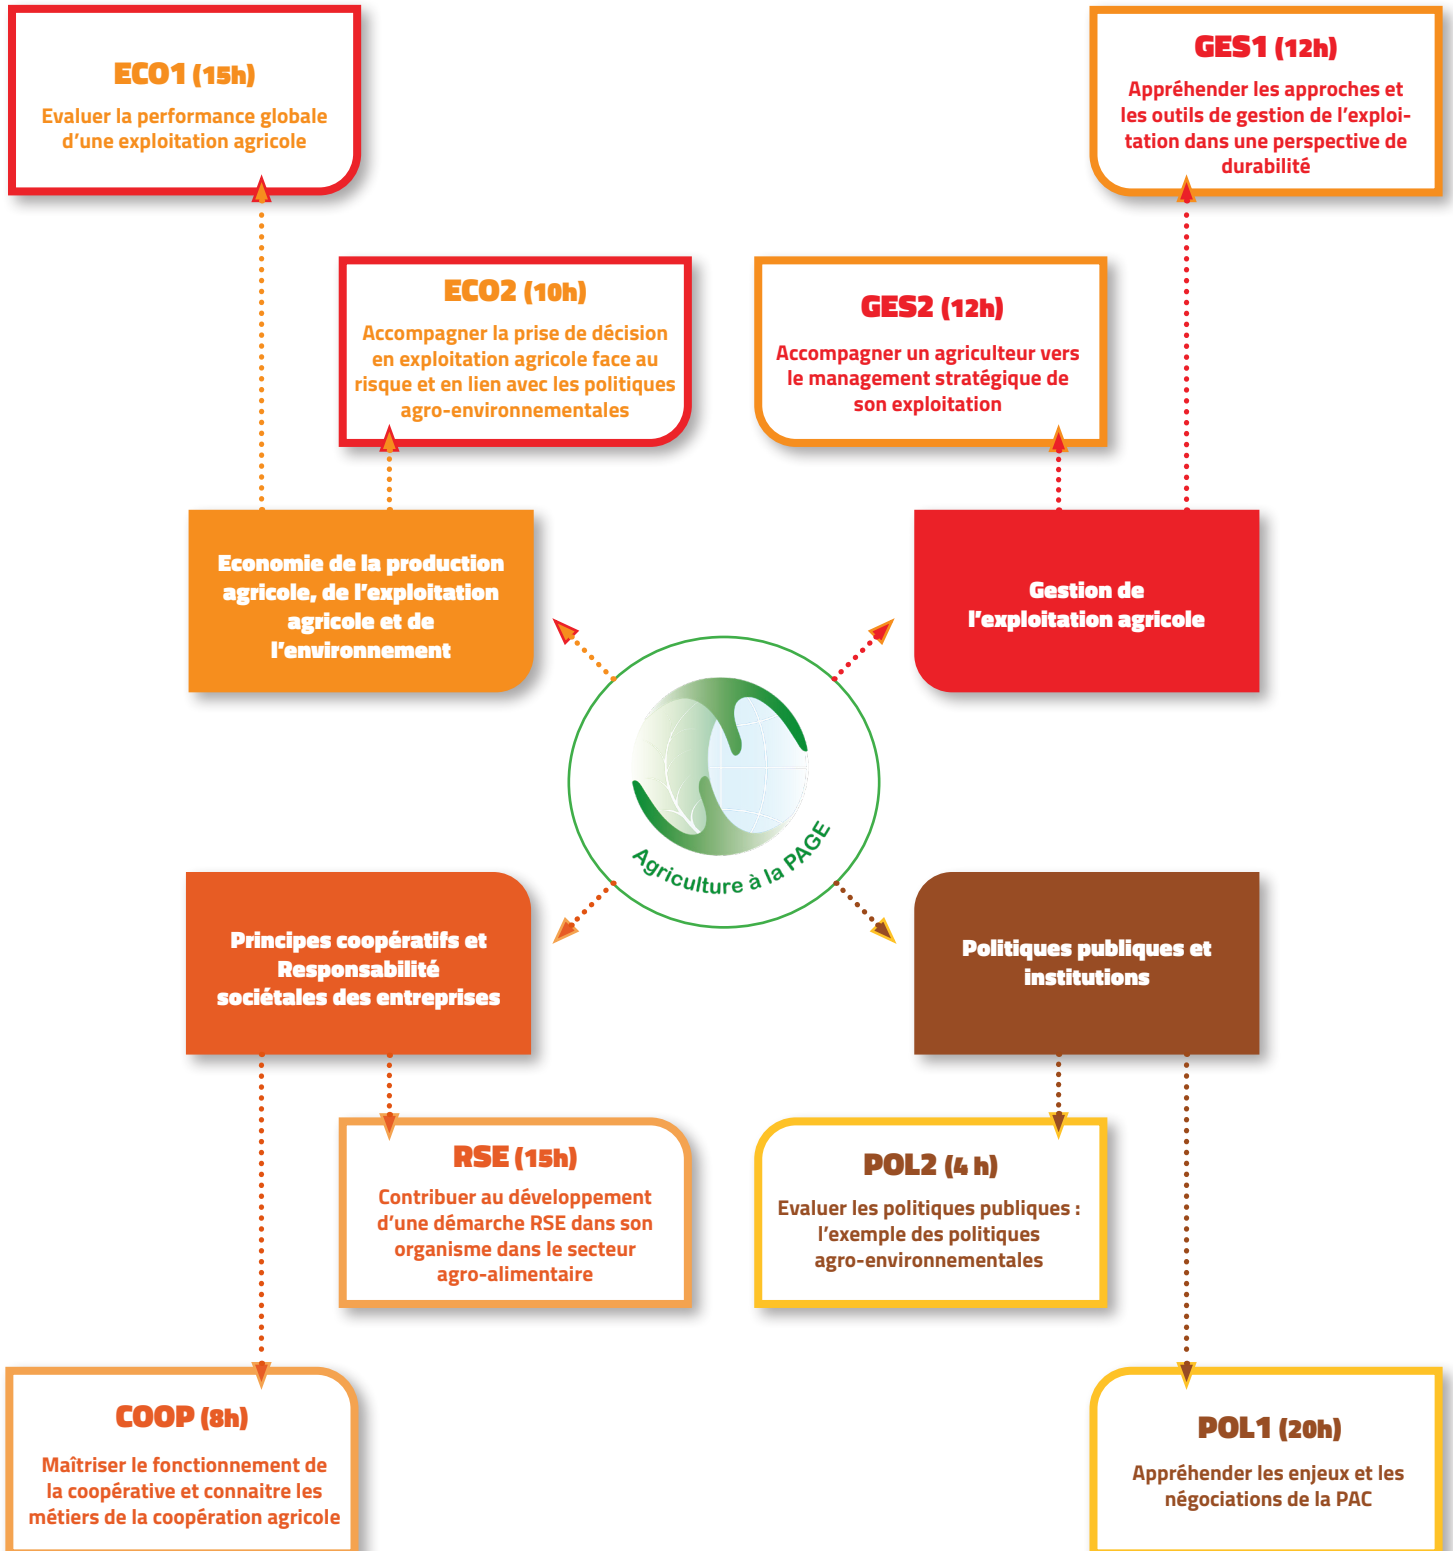 ECO1 (15h)
Evaluer la performance globale
d’une exploitation agricole
GES1 (12h)
Appréhender les approches et
les outils de gestion de l’exploi-
tation dans une perspective de
durabilité
ECO2 (10h)
Accompagner la prise de décision
en exploitation agricole face au
risque et en lien avec les politiques
agro-environnementales
GES2 (12h)
Accompagner un agriculteur vers
le management stratégique de
son exploitation
Economie de la production
agricole, de l’exploitation
agricole et de
l’environnement
Gestion de
l’exploitation agricole
Agriculture à la PAGE
Principes coopératifs et
Responsabilité
sociétales des entreprises
Politiques publiques et
institutions
RSE (15h)
Contribuer au développement
d’une démarche RSE dans son
organisme dans le secteur
agro-alimentaire
POL2 (4 h)
Evaluer les politiques publiques :
l’exemple des politiques
agro-environnementales
COOP (8h)
Maîtriser le fonctionnement de
la coopérative et connaitre les
métiers de la coopération agricole
POL1 (20h)
Appréhender les enjeux et les
négociations de la PAC